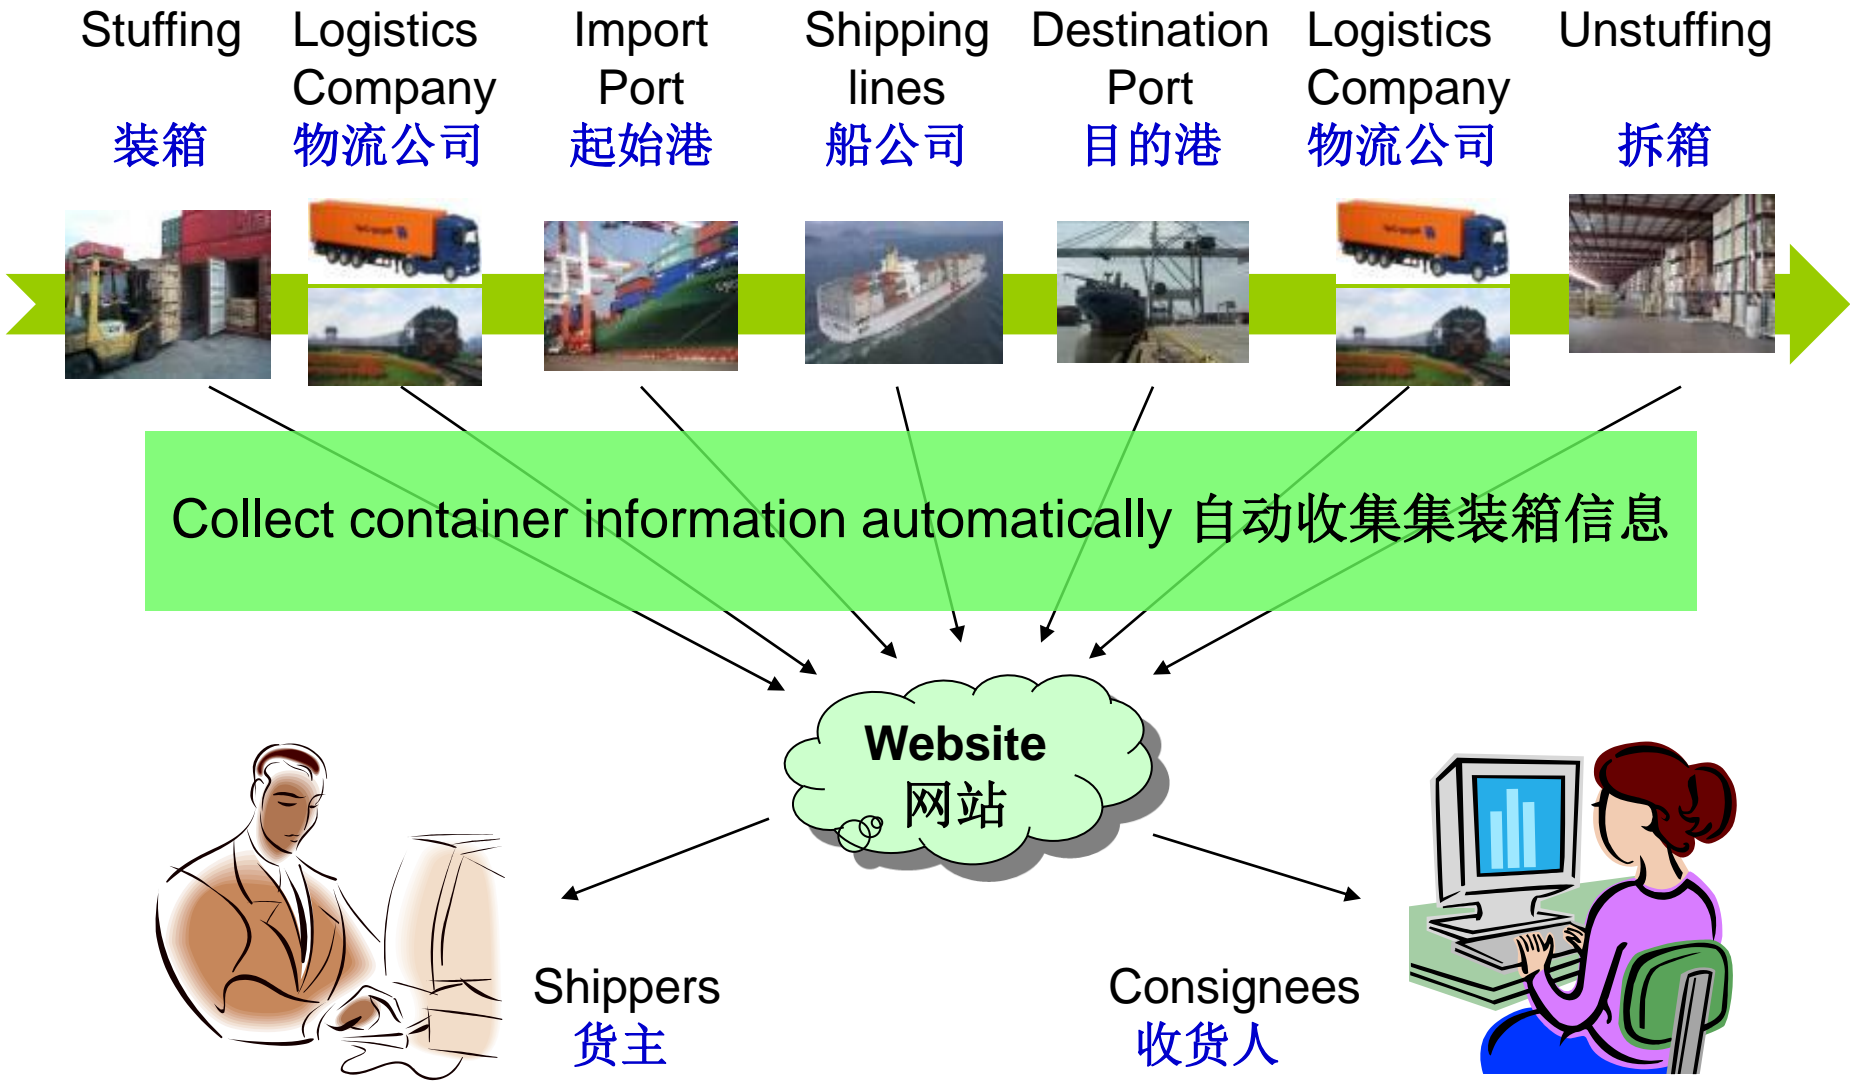 Stuffing
装箱
Logistics
Company
物流公司
Import
Port
起始港
Shipping
lines
船公司
Destination
Port
目的港
Logistics
Company
物流公司
Unstuffing
拆箱
Collect container information automatically 自动收集集装箱信息
Website
网站
Shippers
货主
Consignees
收货人